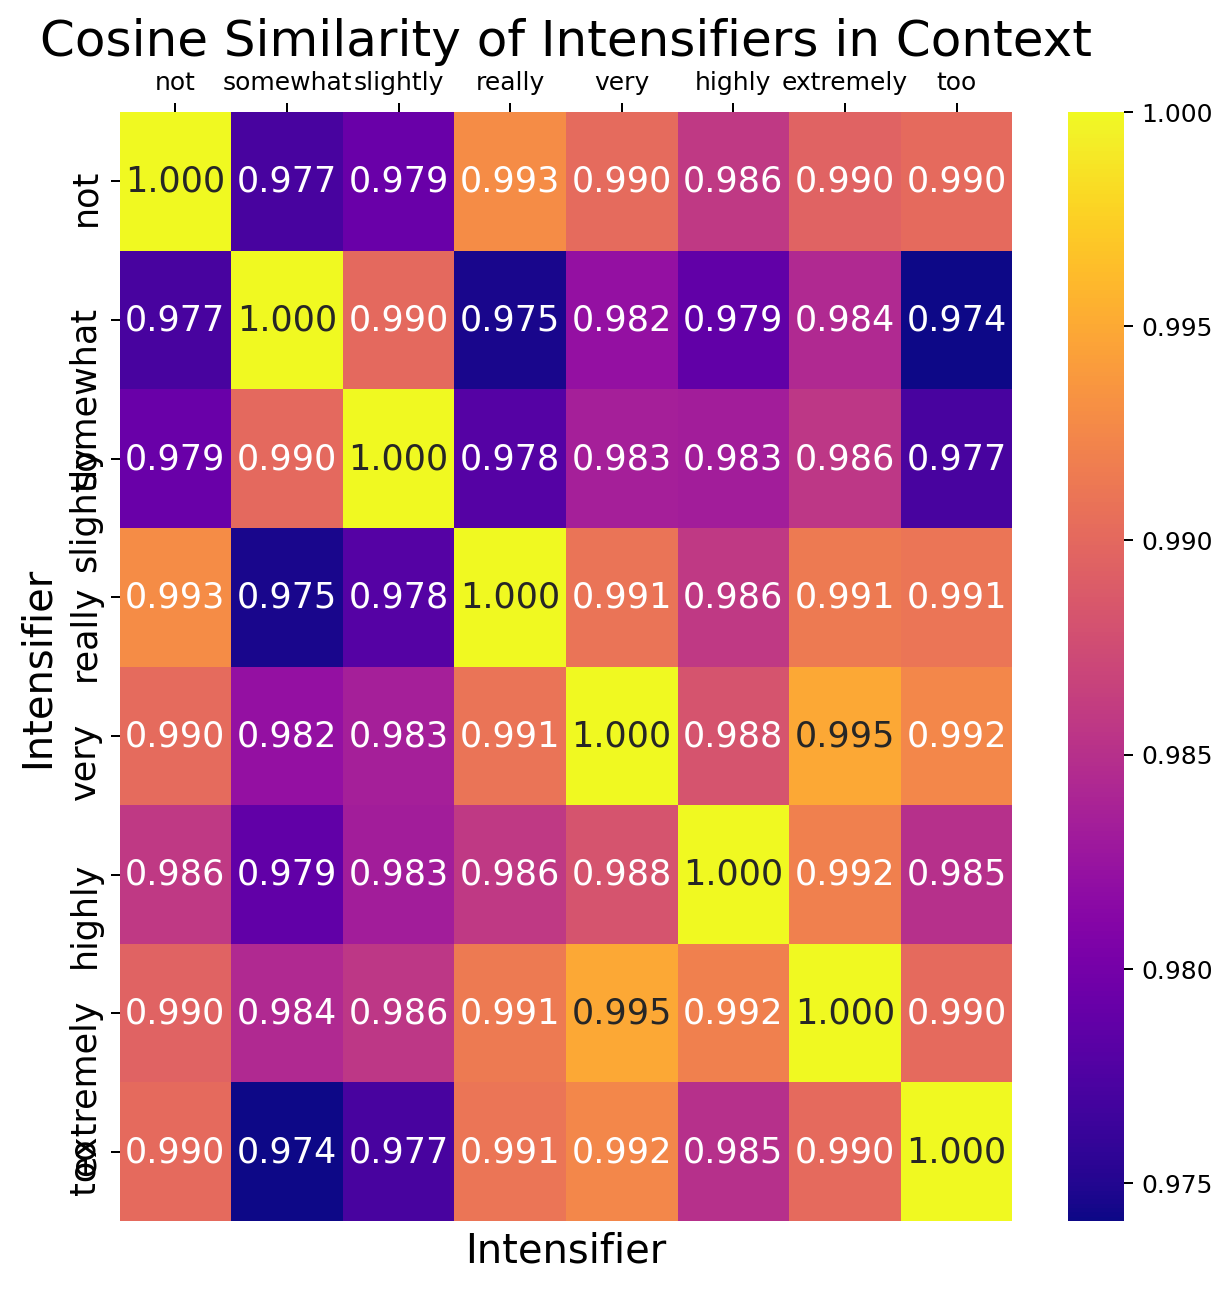 Cosine Similarity of Intensifiers in Context
not somewhat slightly really very highly extremely too
not 1.000 0.977 0.979 0.993 0.990 0.986 0.990 0.990
somewhat 0.977 1.000 0.990 0.975 0.982 0.979 0.984 0.974
slightly 0.979 0.990 1.000 0.978 0.983 0.983 0.986 0.977
really 0.993 0.975 0.978 1.000 0.991 0.986 0.991 0.991
very 0.990 0.982 0.983 0.991 1.000 0.988 0.995 0.992
highly 0.986 0.979 0.983 0.986 0.988 1.000 0.992 0.985
extremely 0.990 0.984 0.986 0.991 0.995 0.992 1.000 0.990
too 0.990 0.974 0.977 0.991 0.992 0.985 0.990 1.000
Intensifier
Intensifier
1.000
0.995
0.990
0.985
0.980
0.975